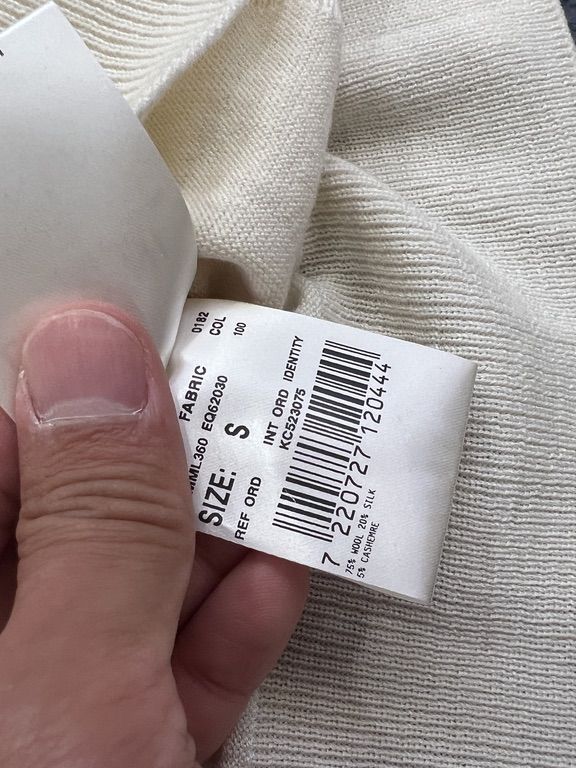 0182
COL
100
FABRIC
MML360 EQ62030
SIZE: S
REF ORD
INT ORD IDENTITY
KC523075
7 220727 120444
75% WOOL 20% SILK
5% CASHEMRE